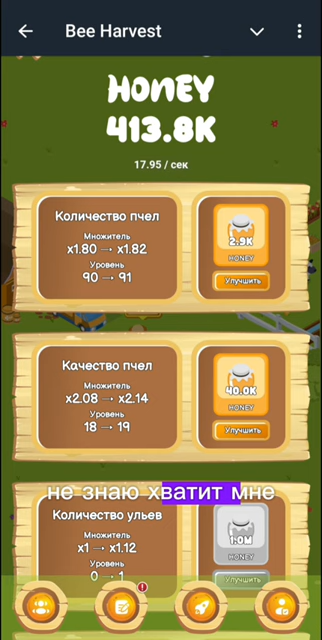 Bee Harvest
HONEY
413.8K
17.95 / сек
Количество пчел
Множитель
x1.80 → x1.82
Уровень
90 → 91
2.9K
HONEY
Улучшить
Качество пчел
Множитель
x2.08 → x2.14
Уровень
18 → 19
40.0K
HONEY
Улучшить
не знаю хватит мне
Количество ульев
Множитель
x1 → x1.12
Уровень
0 → 1
1.0M
HONEY
Улучшить